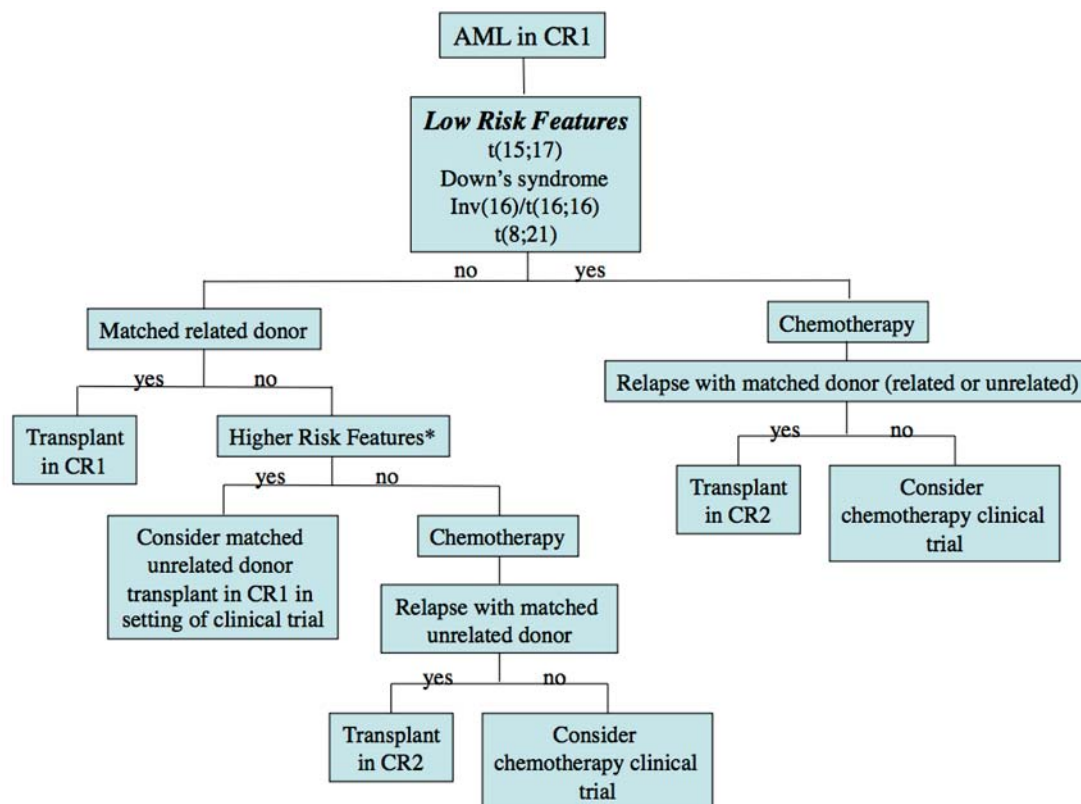 AML in CR1
Low Risk Features
t(15;17)
Down's syndrome
Inv(16)/t(16;16)
t(8;21)
no
yes
Matched related donor
Chemotherapy
yes
no
Relapse with matched donor (related or unrelated)
Transplant
in CR1
Higher Risk Features*
yes
no
yes
no
Transplant
in CR2
Consider
chemotherapy clinical
trial
Consider matched
unrelated donor
transplant in CR1 in
setting of clinical trial
Chemotherapy
Relapse with matched
unrelated donor
yes
no
Transplant
in CR2
Consider
chemotherapy clinical
trial